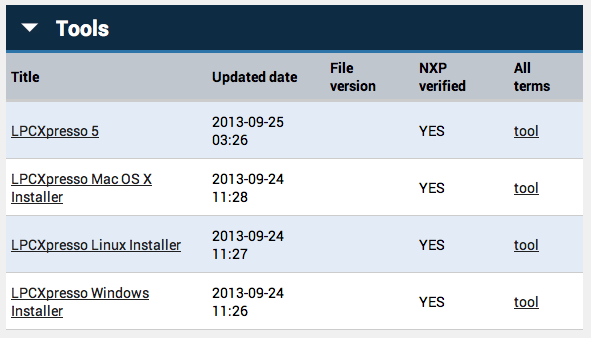 Tools
Title Updated date File version NXP verified All terms
LPCXpresso 5 2013-09-25 03:26 YES tool
LPCXpresso Mac OS X Installer 2013-09-24 11:28 YES tool
LPCXpresso Linux Installer 2013-09-24 11:27 YES tool
LPCXpresso Windows Installer 2013-09-24 11:26 YES tool